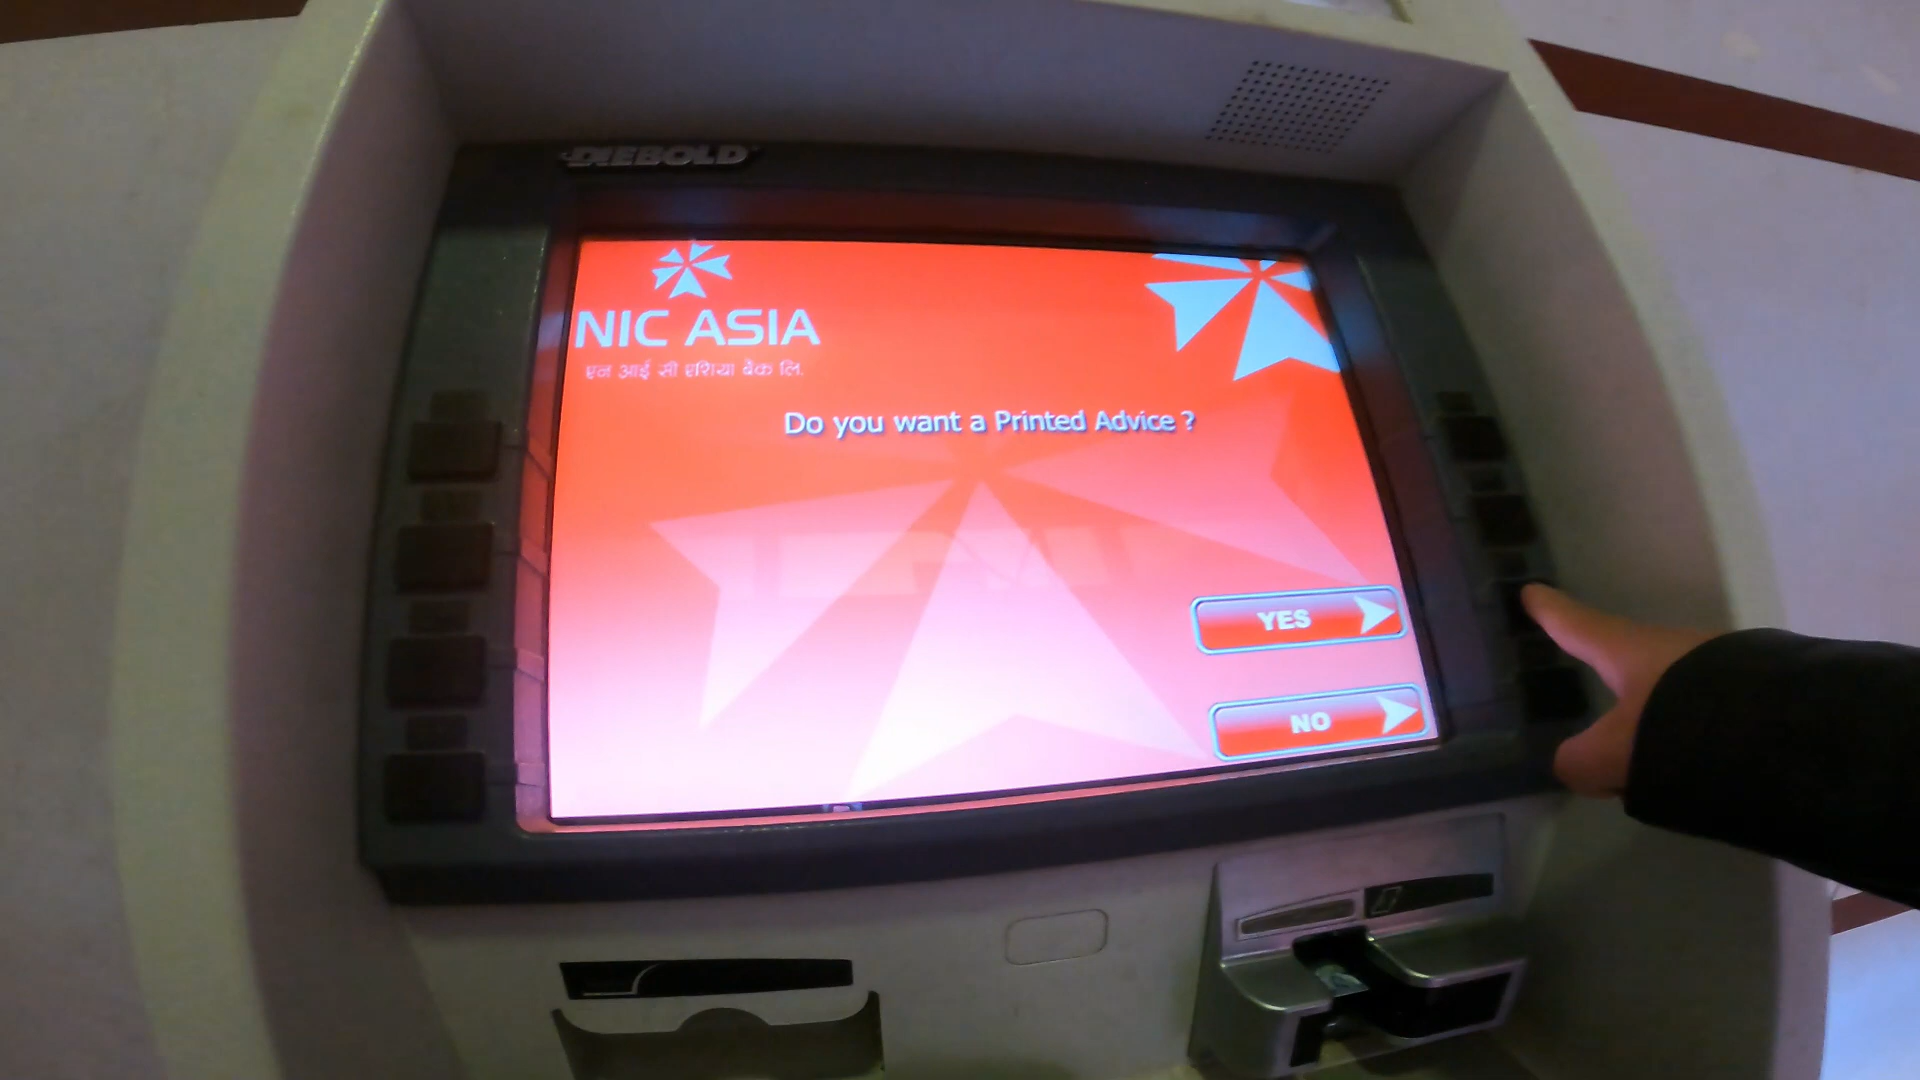 DIEBOLD
NIC ASIA
एन आई सी एशिया बैंक लि.
Do you want a Printed Advice ?
YES
NO